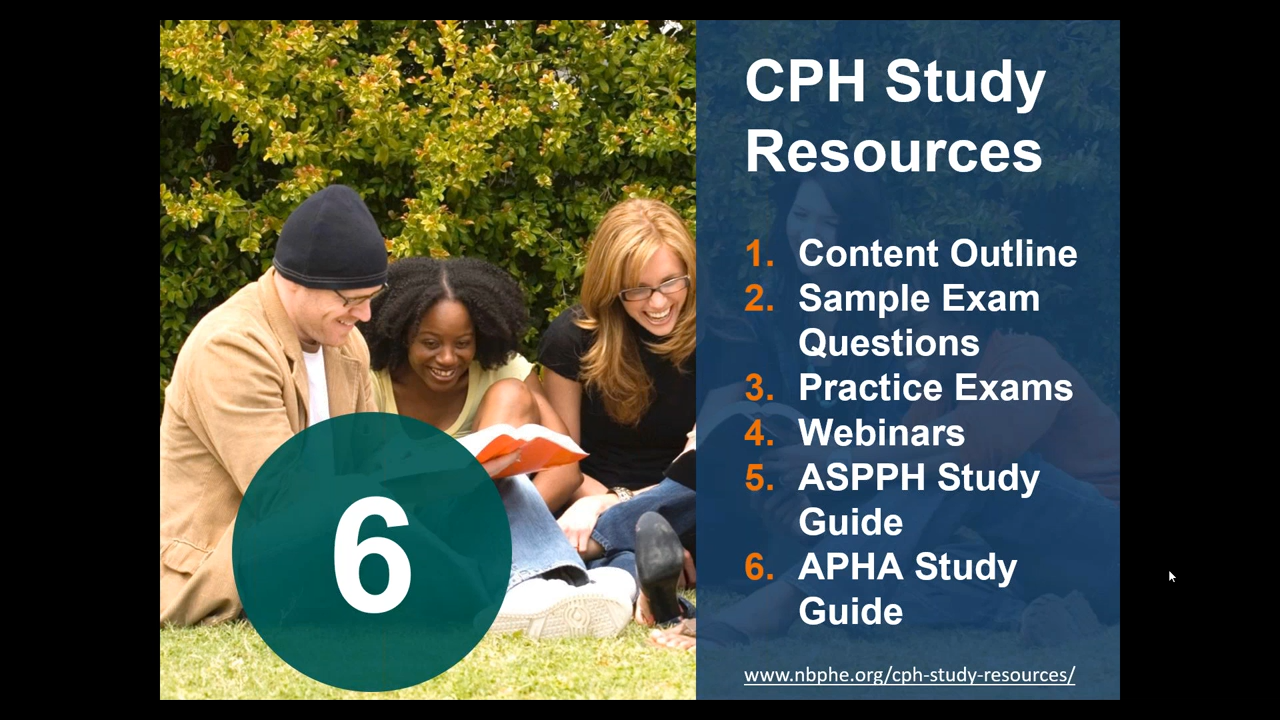 CPH Study
Resources
1. Content Outline
2. Sample Exam
Questions
3. Practice Exams
4. Webinars
5. ASPPH Study
Guide
6. APHA Study
Guide
6
www.nbphe.org/cph-study-resources/